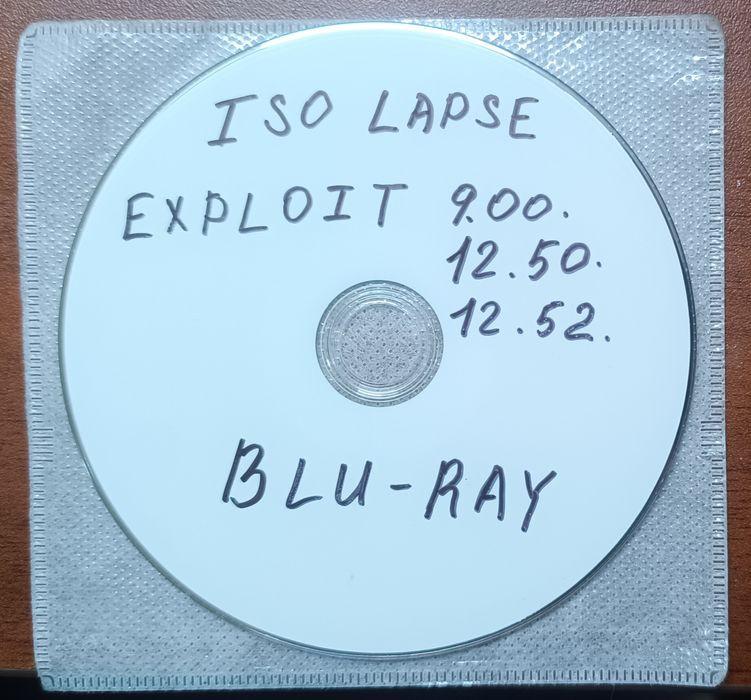 ISO LAPSE
EXPLOIT 9.00.
12.50.
12.52.
BLU-RAY